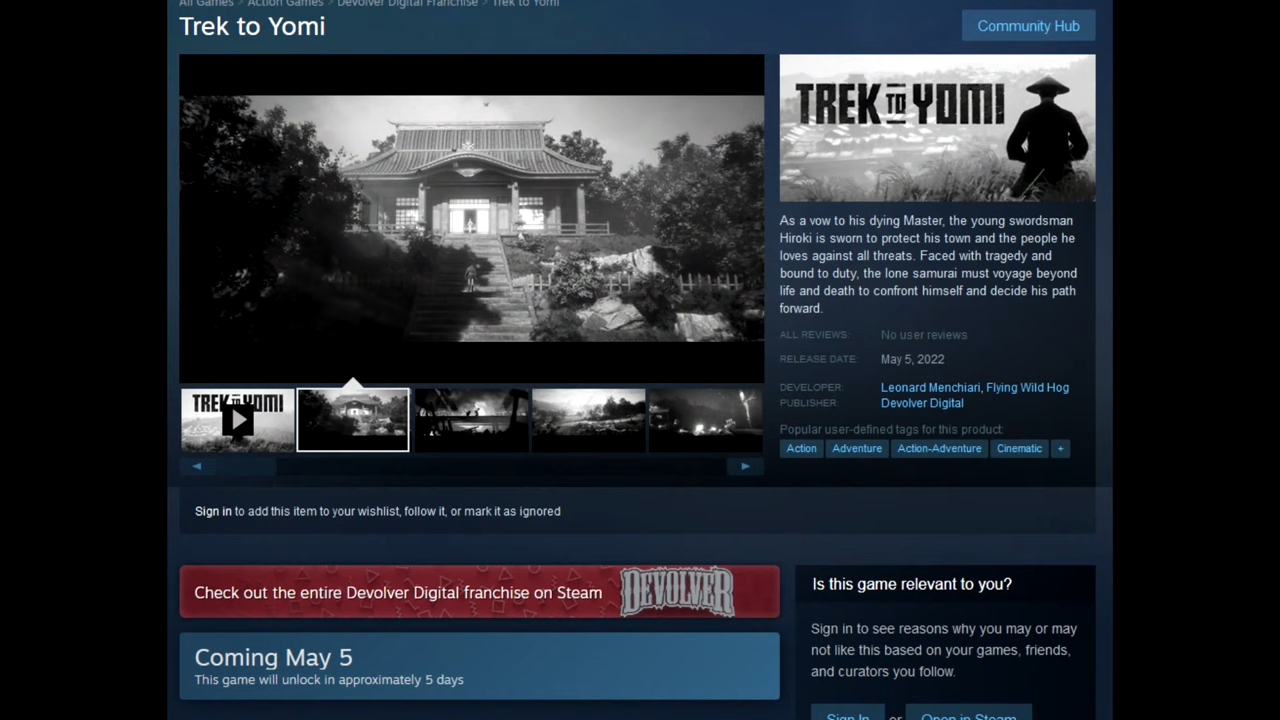 All Games > Action Games > Devolver Digital Franchise > Trek to Yomi
Trek to Yomi
Community Hub
TREK TO YOMI
As a vow to his dying Master, the young swordsman
Hiroki is sworn to protect his town and the people he
loves against all threats. Faced with tragedy and
bound to duty, the lone samurai must voyage beyond
life and death to confront himself and decide his path
forward.
ALL REVIEWS: No user reviews
RELEASE DATE: May 5, 2022
DEVELOPER: Leonard Menchiari, Flying Wild Hog
PUBLISHER: Devolver Digital
Popular user-defined tags for this product:
Action Adventure Action-Adventure Cinematic +
TREK TO YOMI
Sign in to add this item to your wishlist, follow it, or mark it as ignored
Check out the entire Devolver Digital franchise on Steam DEVOLVER
Coming May 5
This game will unlock in approximately 5 days
Is this game relevant to you?
Sign in to see reasons why you may or may
not like this based on your games, friends,
and curators you follow.
Sign In or Open in Steam